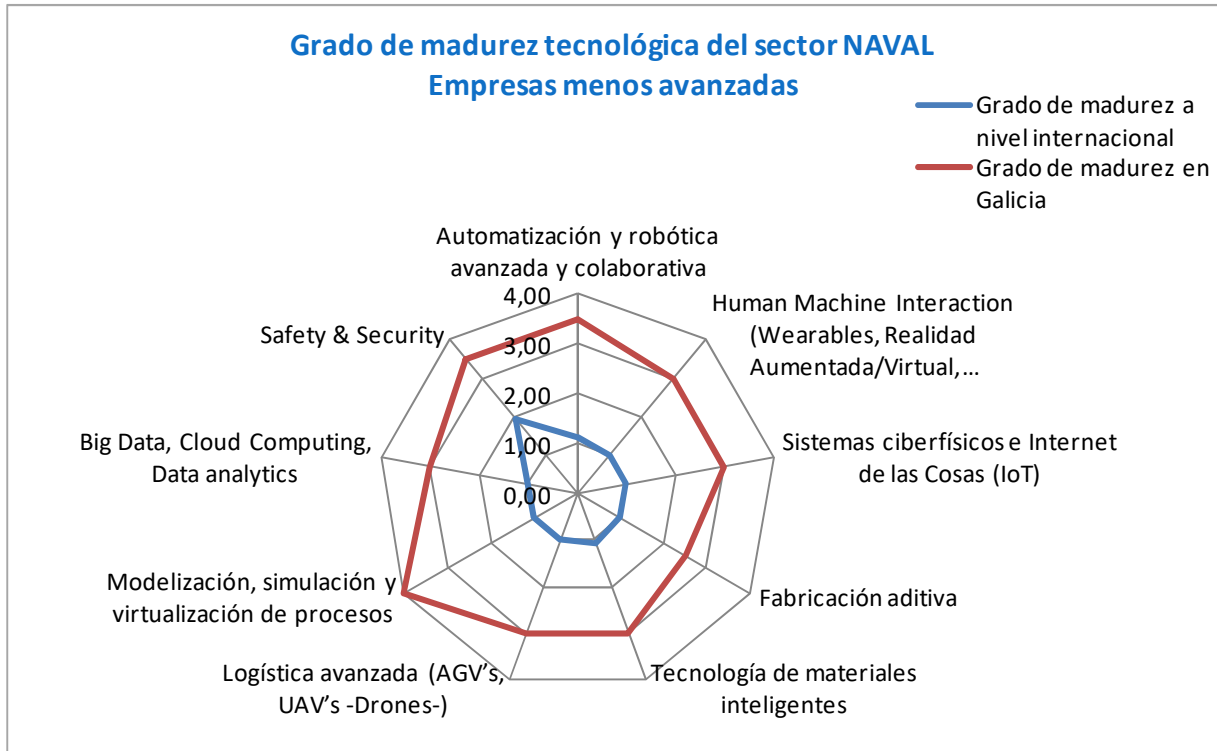 Grado de madurez tecnológica del sector NAVAL
Empresas menos avanzadas
Grado de madurez a
nivel internacional
Grado de madurez en
Galicia
Automatización y robótica
avanzada y colaborativa
4,00
3,00
2,00
1,00
0,00
Human Machine Interaction
(Wearables, Realidad
Aumentada/Virtual,…
Sistemas ciberfísicos e Internet
de las Cosas (IoT)
Fabricación aditiva
Tecnología de materiales
inteligentes
Logística avanzada (AGV’s,
UAV’s -Drones-)
Modelización, simulación y
virtualización de procesos
Big Data, Cloud Computing,
Data analytics
Safety & Security